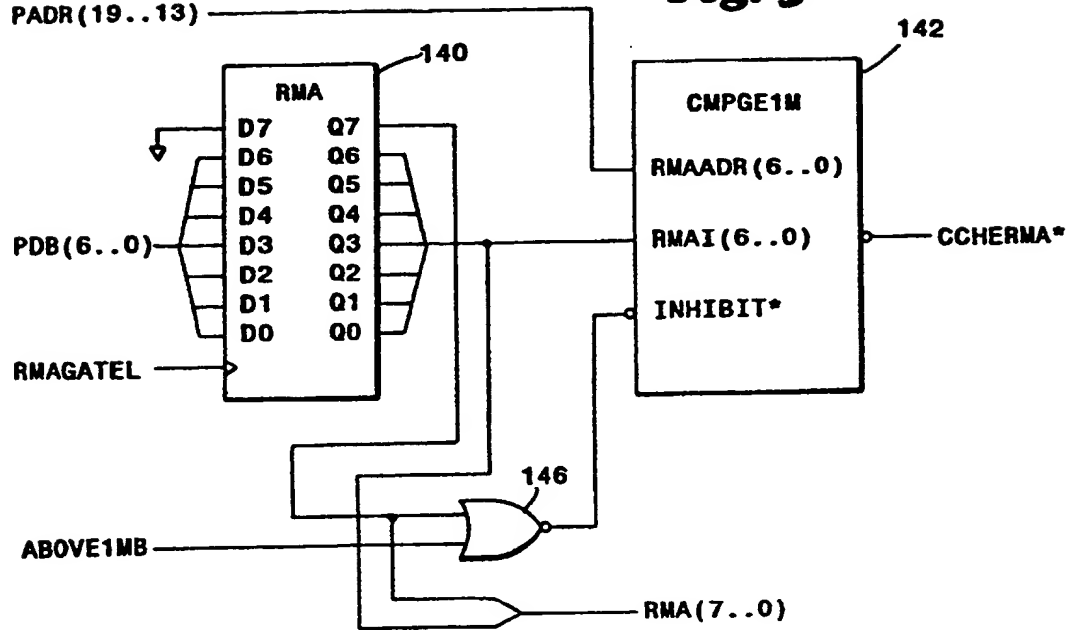 PADR(19..13)
140
142
RMA
D7 Q7
D6 Q6
D5 Q5
D4 Q4
PDB(6..0) D3 Q3
D2 Q2
D1 Q1
D0 Q0
RMAGATEL
CMPGE1M
RMAADR(6..0)
RMAI(6..0)
INHIBIT*
CCHERMA*
146
ABOVE1MB
RMA(7..0)